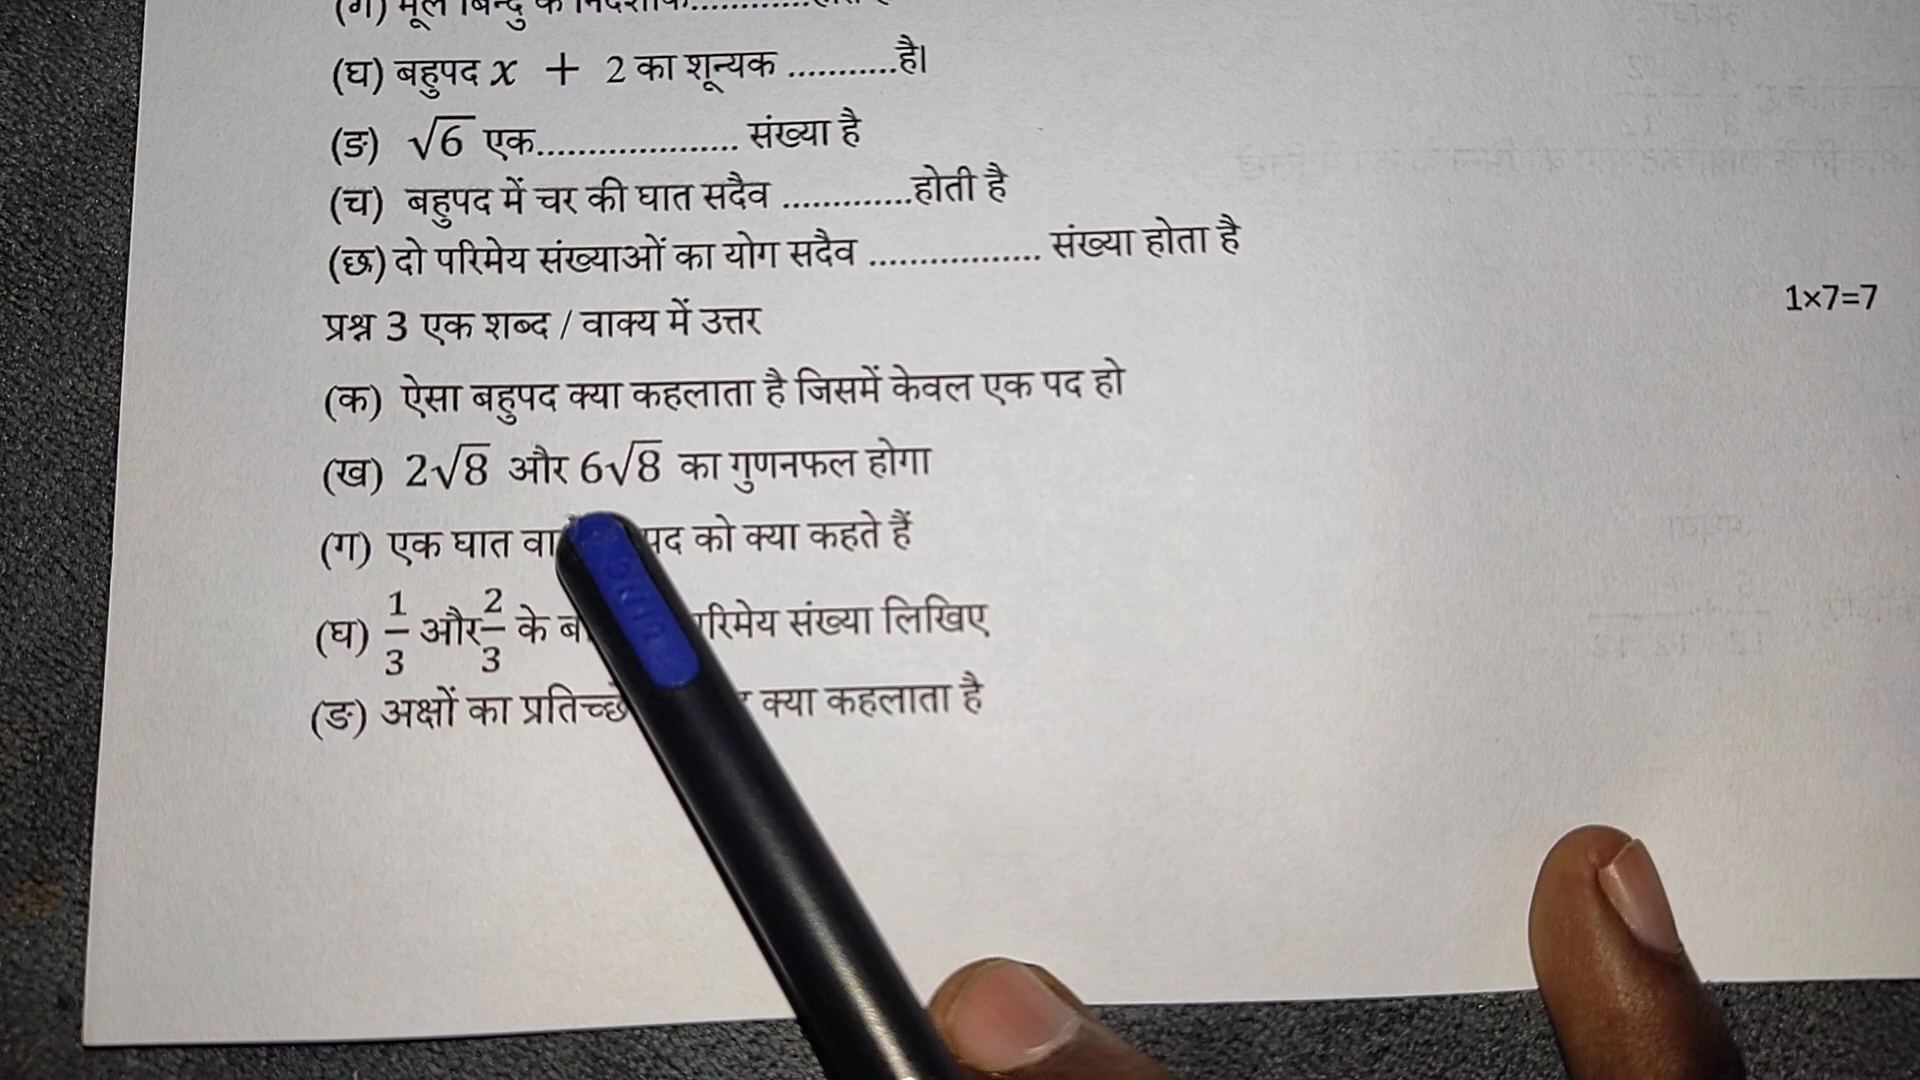 (ग) मूल बिन्दु के निर्देशांक............होते है
(घ) बहुपद x + 2 का शून्यक ...........है।
(ङ) √6 एक.................... संख्या है
(च) बहुपद में चर की घात सदैव .............होती है
(छ) दो परिमेय संख्याओं का योग सदैव ................. संख्या होता है
प्रश्न 3 एक शब्द / वाक्य में उत्तर
1×7=7
(क) ऐसा बहुपद क्या कहलाता है जिसमें केवल एक पद हो
(ख) 2√8 और 6√8 का गुणनफल होगा
(ग) एक घात पद को क्या कहते हैं
(घ) 1/3 और 2/3 के संख्या लिखिए
(ङ) अक्षों का क्या कहलाता है